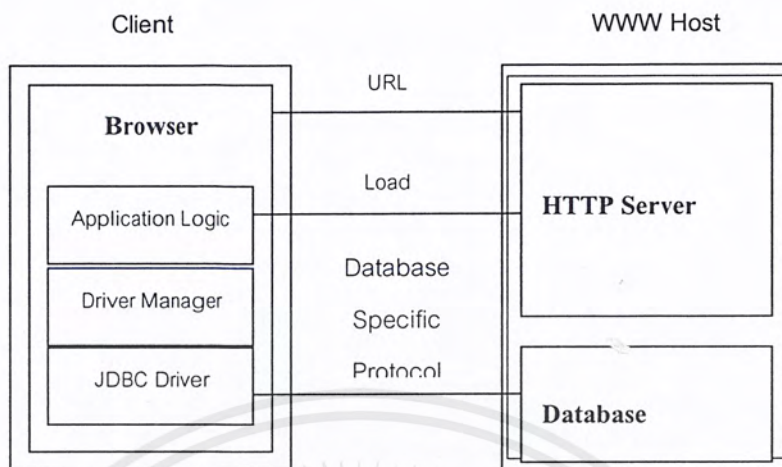 Client
WWW Host
Browser
Application Logic
Driver Manager
JDBC Driver
URL
Load
Database
Specific
Protocol
HTTP Server
Database